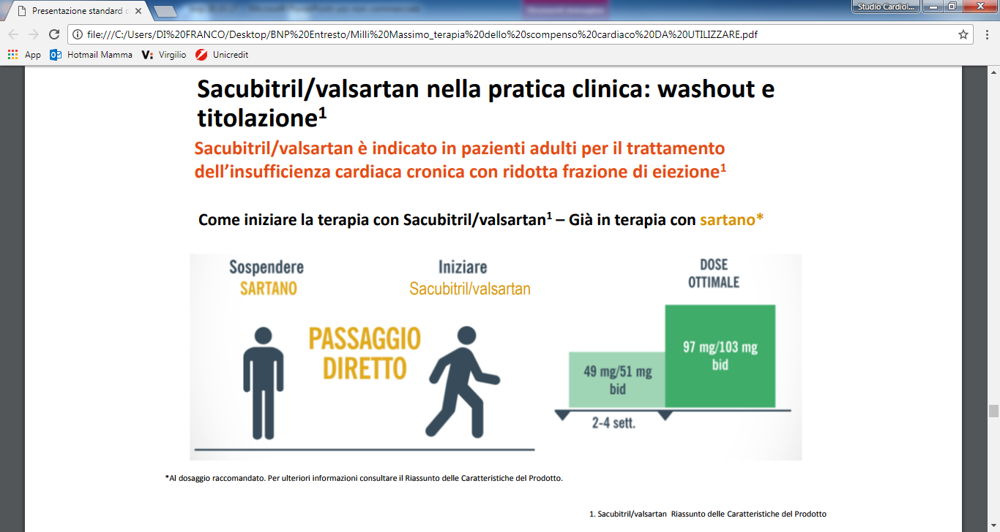 Presentazione standard
Studio Cardiol...
file:///C:/Users/DI%20FRANCO/Desktop/BNP%20Entresto/Milli%20Massimo_terapia%20dello%20scompenso%20cardiaco%20DA%20UTILIZZARE.pdf
App Hotmail Mamma Virgilio Unicredit
Sacubitril/valsartan nella pratica clinica: washout e
titolazione¹
Sacubitril/valsartan è indicato in pazienti adulti per il trattamento
dell’insufficienza cardiaca cronica con ridotta frazione di eiezione¹
Come iniziare la terapia con Sacubitril/valsartan¹ – Già in terapia con sartano*
Sospendere
SARTANO
PASSAGGIO
DIRETTO
Iniziare
Sacubitril/valsartan
DOSE
OTTIMALE
97 mg/103 mg
bid
49 mg/51 mg
bid
2-4 sett.
*Al dosaggio raccomandato. Per ulteriori informazioni consultare il Riassunto delle Caratteristiche del Prodotto.
1. Sacubitril/valsartan Riassunto delle Caratteristiche del Prodotto